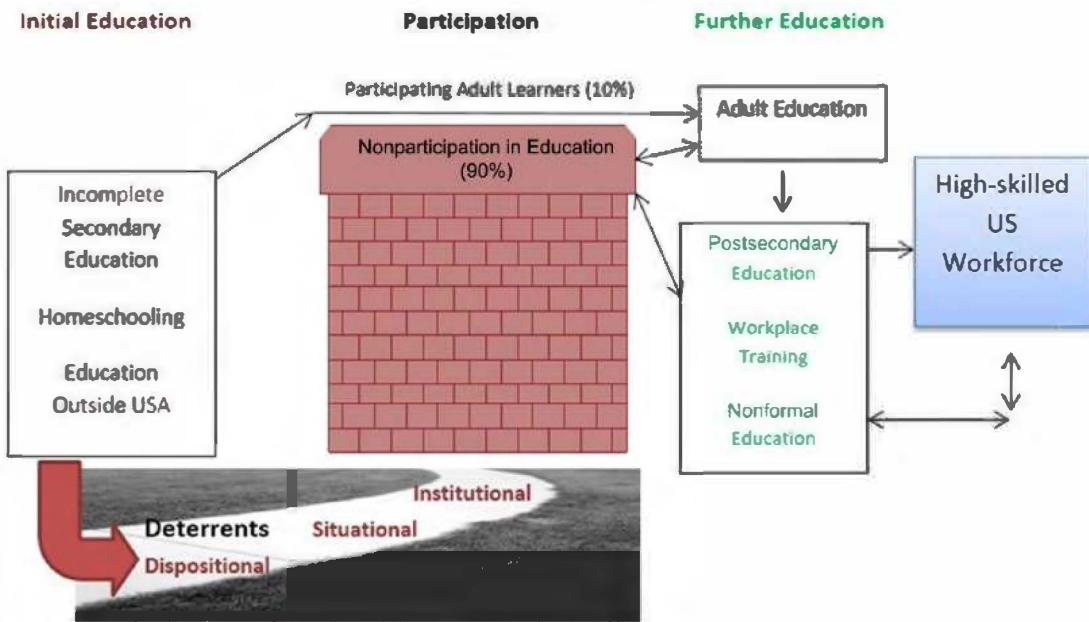 Initial Education
Participation
Further Education
Participating Adult Learners (10%)
Adult Education
Nonparticipation in Education
(90%)
Incomplete
Secondary
Education
Homeschooling
Education
Outside USA
High-skilled
US
Workforce
Postsecondary
Education
Workplace
Training
Nonformal
Education
Institutional
Deterrents
Situational
Dispositional